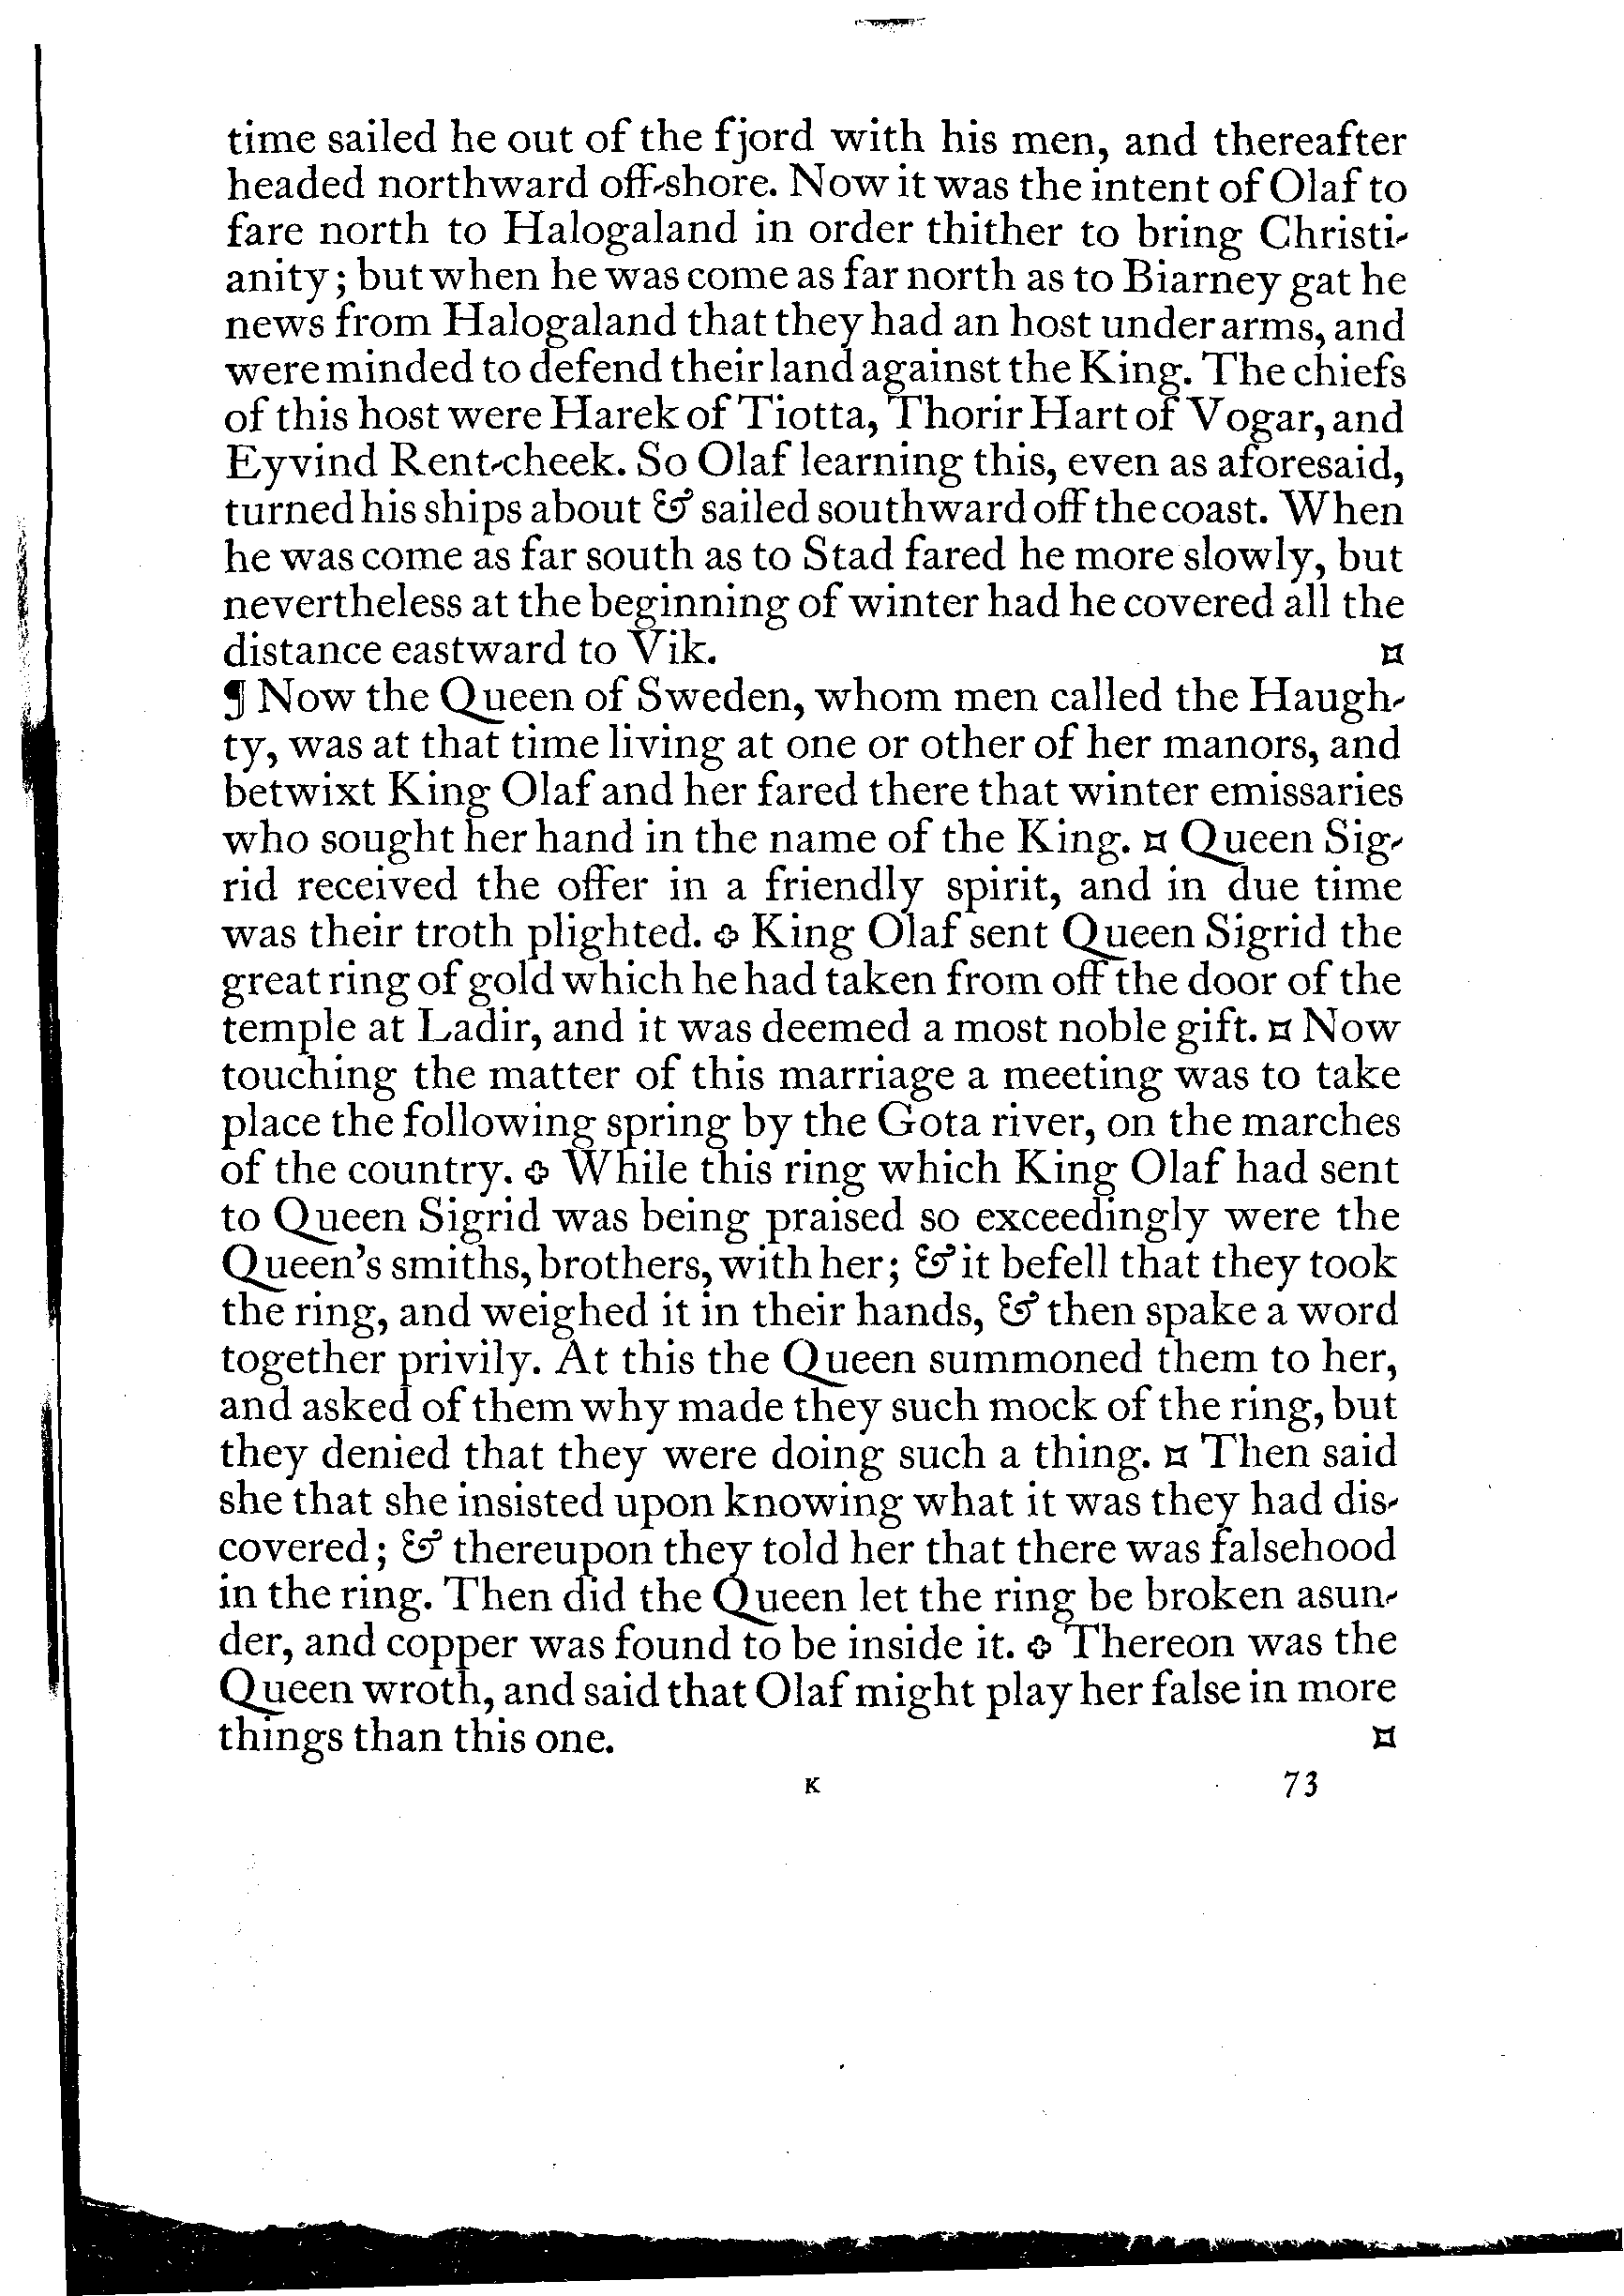 time sailed he out of the fjord with his men, and thereafter
headed northward off-shore. Now it was the intent of Olaf to
fare north to Halogaland in order thither to bring Christi-
anity; but when he was come as far north as to Biarney gat he
news from Halogaland that they had an host under arms, and
were minded to defend their land against the King. The chiefs
of this host were Harek of Tiotta, Thorir Hart of Vogar, and
Eyvind Rent-cheek. So Olaf learning this, even as aforesaid,
turned his ships about & sailed southward off the coast. When
he was come as far south as to Stad fared he more slowly, but
nevertheless at the beginning of winter had he covered all the
distance eastward to Vik. ¤
¶ Now the Queen of Sweden, whom men called the Haugh-
ty, was at that time living at one or other of her manors, and
betwixt King Olaf and her fared there that winter emissaries
who sought her hand in the name of the King. ¤ Queen Sig-
rid received the offer in a friendly spirit, and in due time
was their troth plighted. ✣ King Olaf sent Queen Sigrid the
great ring of gold which he had taken from off the door of the
temple at Ladir, and it was deemed a most noble gift. ¤ Now
touching the matter of this marriage a meeting was to take
place the following spring by the Gota river, on the marches
of the country. ✣ While this ring which King Olaf had sent
to Queen Sigrid was being praised so exceedingly were the
Queen's smiths, brothers, with her; & it befell that they took
the ring, and weighed it in their hands, & then spake a word
together privily. At this the Queen summoned them to her,
and asked of them why made they such mock of the ring, but
they denied that they were doing such a thing. ¤ Then said
she that she insisted upon knowing what it was they had dis-
covered; & thereupon they told her that there was falsehood
in the ring. Then did the Queen let the ring be broken asun-
der, and copper was found to be inside it. ✣ Thereon was the
Queen wroth, and said that Olaf might play her false in more
things than this one. ¤
K 73